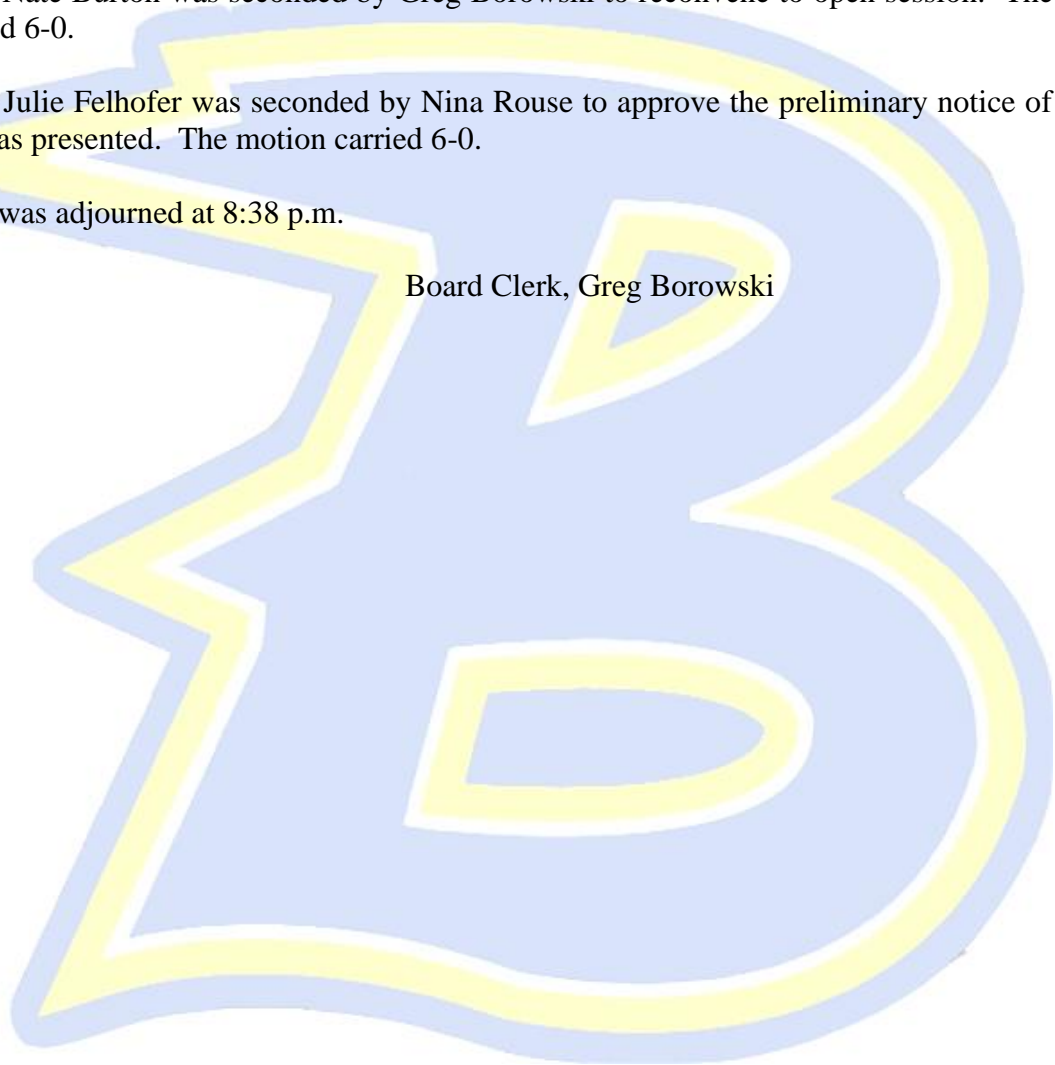 Nate Burton was seconded by Greg Borowski to reconvene to open session. The
d 6-0.
Julie Felhofer was seconded by Nina Rouse to approve the preliminary notice of
as presented. The motion carried 6-0.
was adjourned at 8:38 p.m.
Board Clerk, Greg Borowski
B